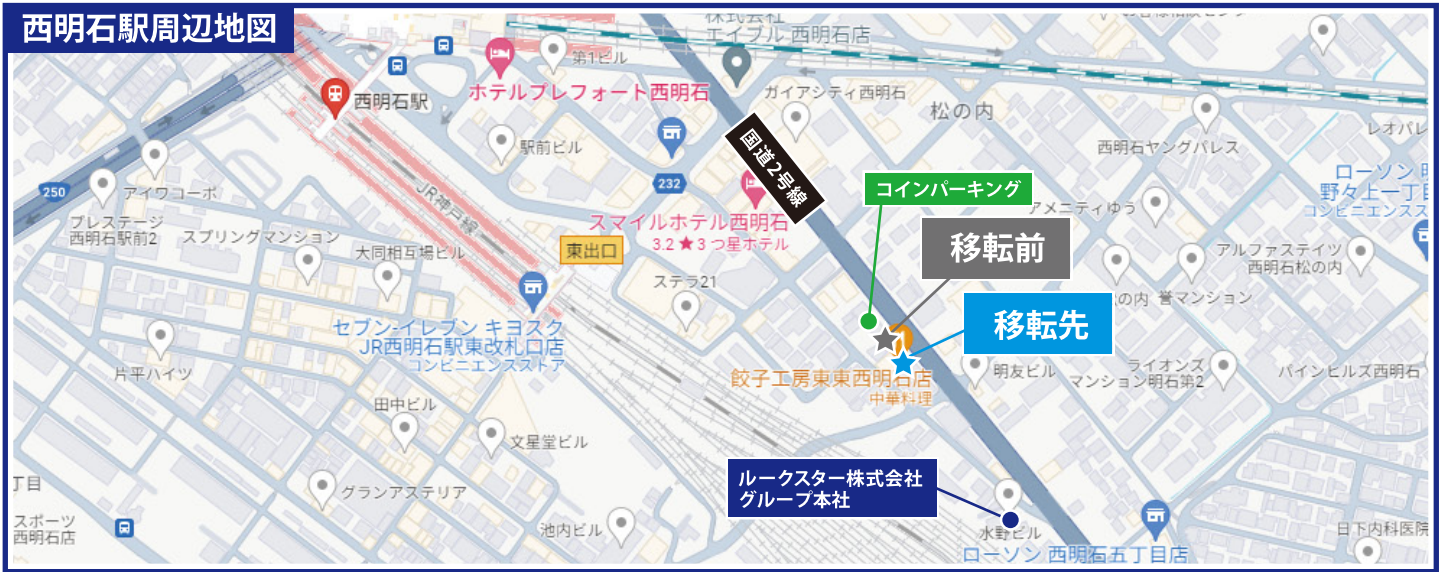 西明石駅周辺地図
株式会社
エイブル 西明石店
第1ビル
ホテルプレフォート西明石
西明石駅
ガイアシティ西明石
松の内
駅前ビル
西明石ヤングパレス
レオパレ
250
アイワコーポ
国道2号線
232
コインパーキング
ローソン 明
野々上一丁目
コンビニエンスス
プレステージ
西明石駅前2
スプリングマンション
JR神戸線
スマイルホテル西明石
3.2★3 つ星ホテル
アメニティゆう
大同相互場ビル
東出口
移転前
アルファステイツ
西明石松の内
ステラ21
松の内
誉マンション
移転先
セブン-イレブン キヨスク
JR西明石駅東改札口店
コンビニエンスストア
片平ハイツ
餃子工房東東西明石店
中華料理
明友ビル
ライオンズ
マンション明石第2
パインヒルズ西明石
田中ビル
文星堂ビル
グランアステリア
丁目
スポーツ
西明石店
池内ビル
ルークスター株式会社
グループ本社
水野ビル
ローソン 西明石五丁目店
日下内科医院